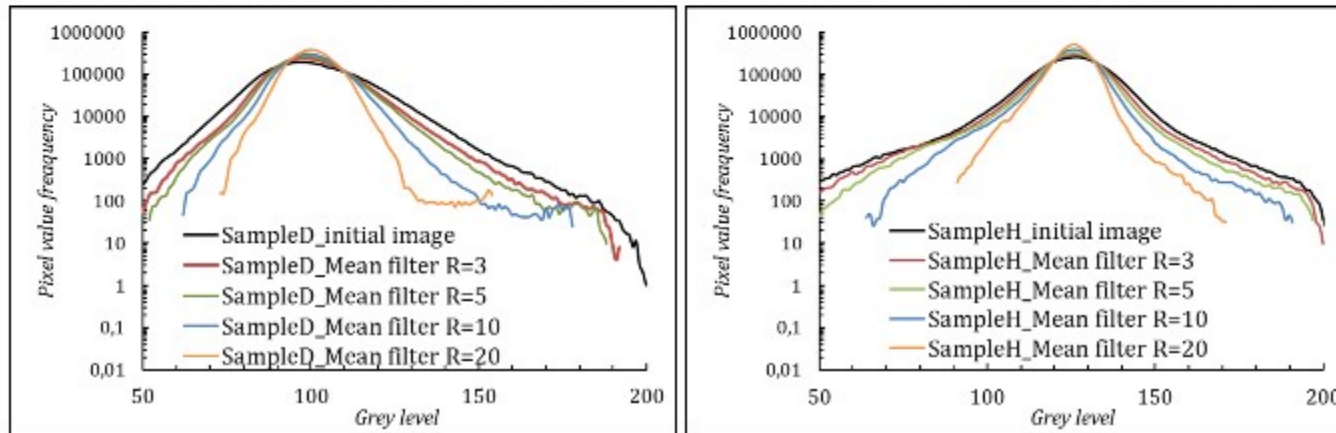 1000000
100000
10000
1000
100
10
1
0,1
0,01
Pixel value freaquency
SampleD_initial image
SampleD_Mean filter R=3
SampleD_Mean filter R=5
SampleD_Mean filter R=10
SampleD_Mean filter R=20
50 100 150 200
Grey level
1000000
100000
10000
1000
100
10
1
0,1
0,01
Pixel value freaquency
SampleH_initial image
SampleH_Mean filter R=3
SampleH_Mean filter R=5
SampleH_Mean filter R=10
SampleH_Mean filter R=20
50 100 150 200
Grey level